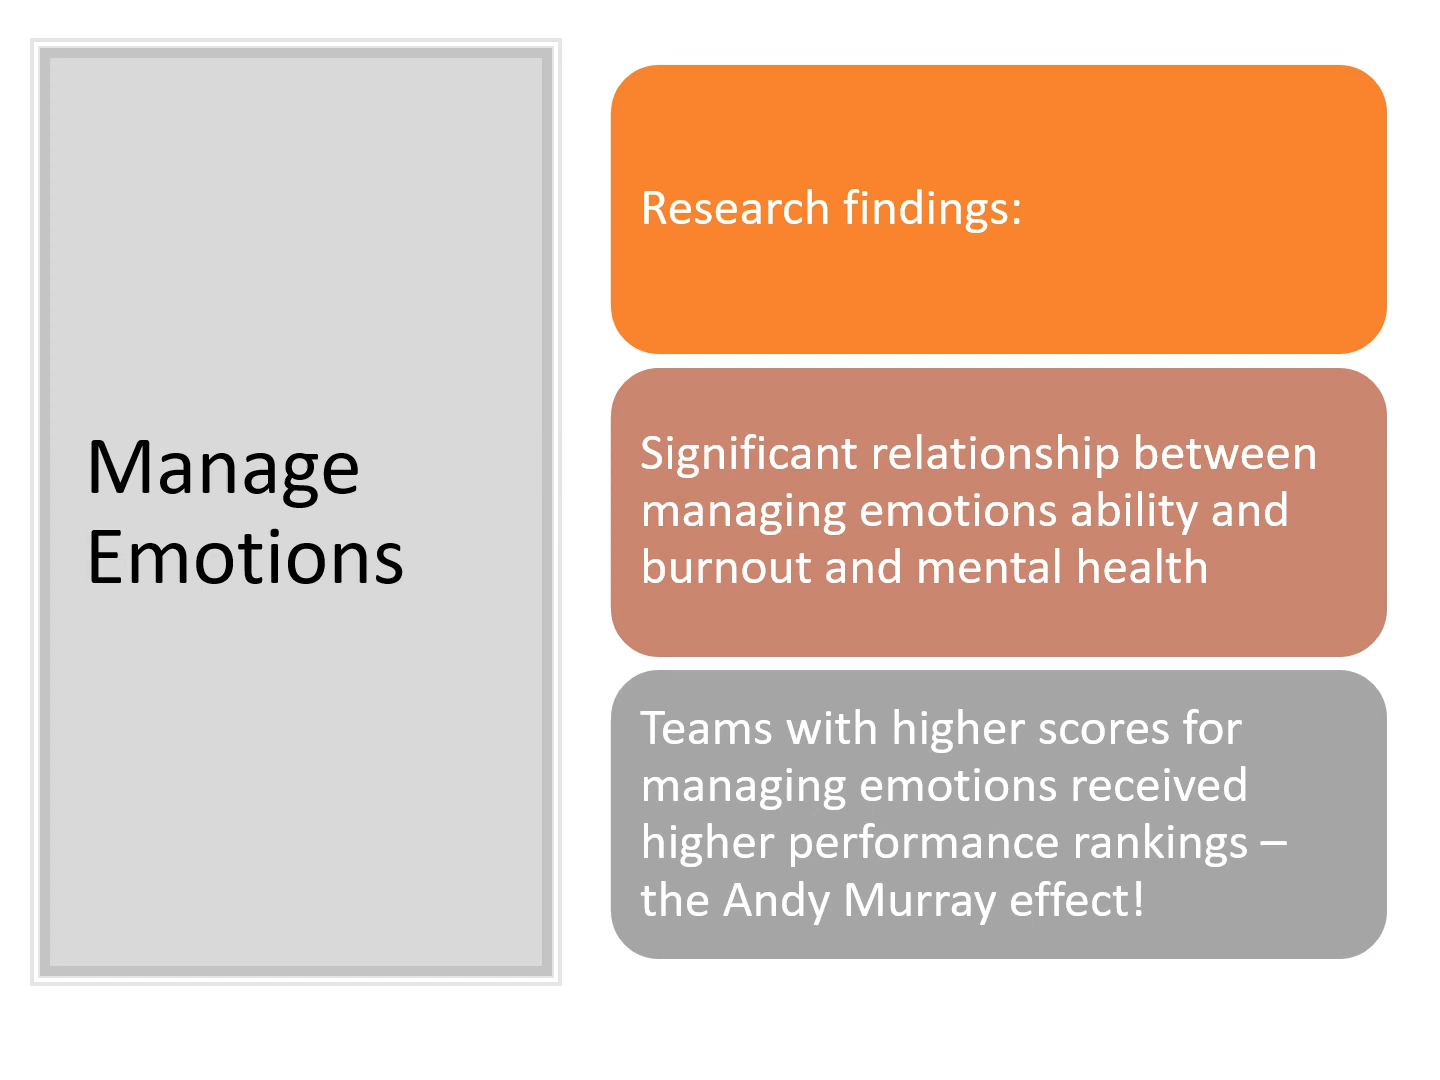 Manage
Emotions
Research findings:
Significant relationship between
managing emotions ability and
burnout and mental health
Teams with higher scores for
managing emotions received
higher performance rankings –
the Andy Murray effect!